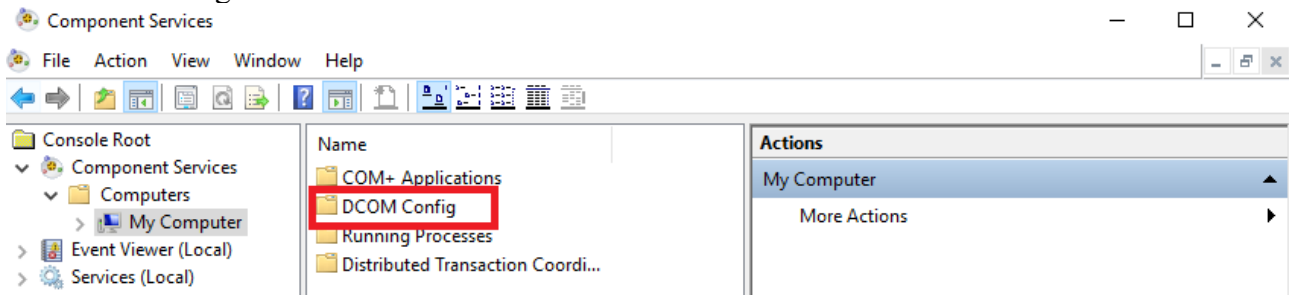 Component Services
File Action View Window Help
Console Root
Component Services
Computers
My Computer
Event Viewer (Local)
Services (Local)
Name
COM+ Applications
DCOM Config
Running Processes
Distributed Transaction Coordi...
Actions
My Computer
More Actions